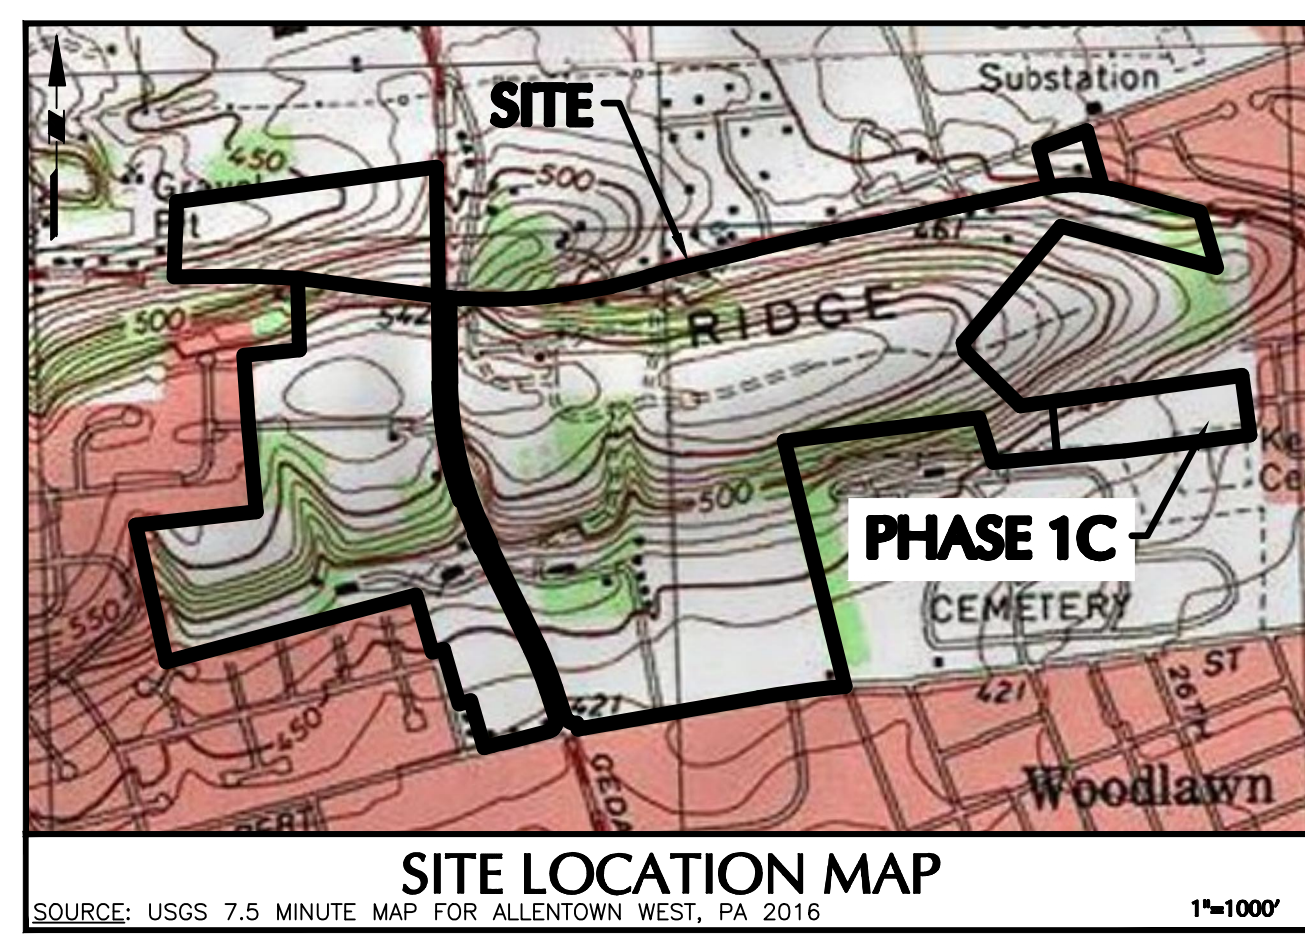 Substation
SITE
450
500
Gravel
Pit
461
500
542
RIDGE
500
Ce
PHASE 1C
CEMETERY
550
ST
421
26TH
421
450
Woodlawn
SITE LOCATION MAP
SOURCE: USGS 7.5 MINUTE MAP FOR ALLENTOWN WEST, PA 2016
1"=1000'